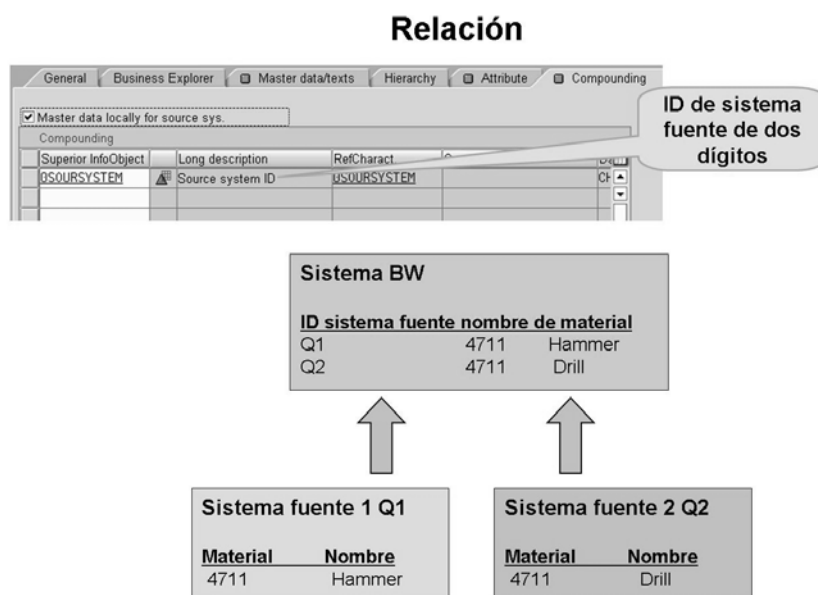 Relación
General Business Explorer Master data/texts Hierarchy Attribute Compounding
Master data locally for source sys.
Compounding
Superior InfoObject Long description RefCharact.
0SOURSYSTEM Source system ID 0SOURSYSTEM
ID de sistema
fuente de dos
dígitos
Sistema BW
ID sistema fuente nombre de material
Q1 4711 Hammer
Q2 4711 Drill
Sistema fuente 1 Q1
Material Nombre
4711 Hammer
Sistema fuente 2 Q2
Material Nombre
4711 Drill